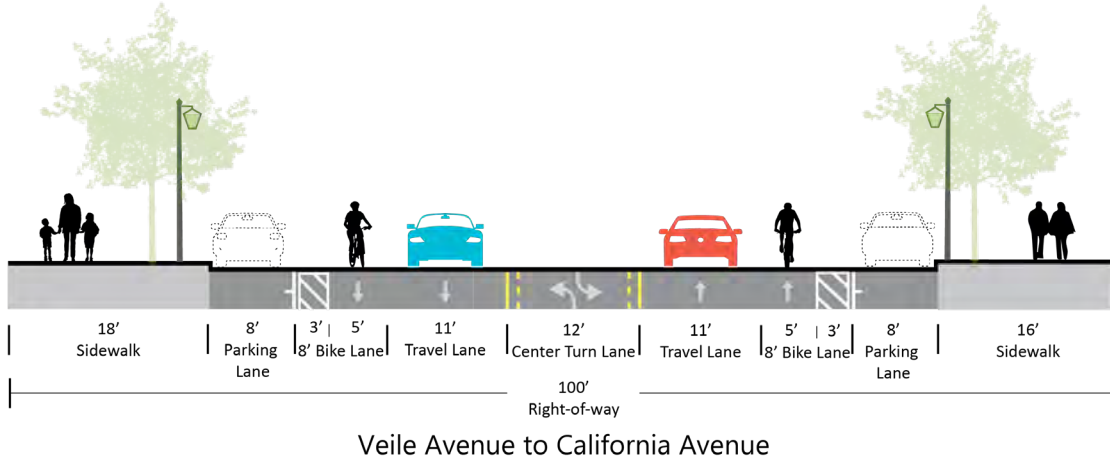 18’ 8’ 3’ 5’ 11’ 12’ 11’ 5’ 3’ 8’ 16’
Sidewalk Parking 8’ Bike Lane Travel Lane Center Turn Lane Travel Lane 8’ Bike Lane Parking Sidewalk
Lane Lane
100’
Right-of-way
Veile Avenue to California Avenue